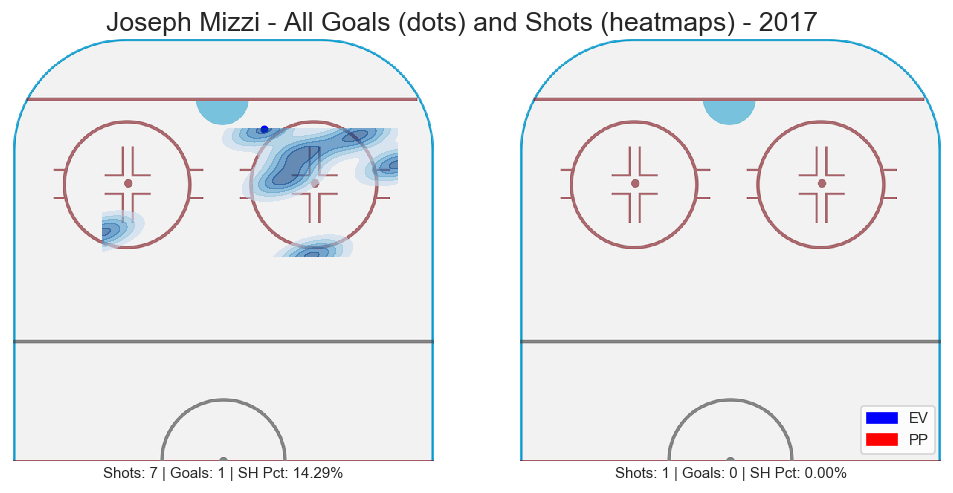 Joseph Mizzi - All Goals (dots) and Shots (heatmaps) - 2017
EV
PP
Shots: 7 | Goals: 1 | SH Pct: 14.29%
Shots: 1 | Goals: 0 | SH Pct: 0.00%